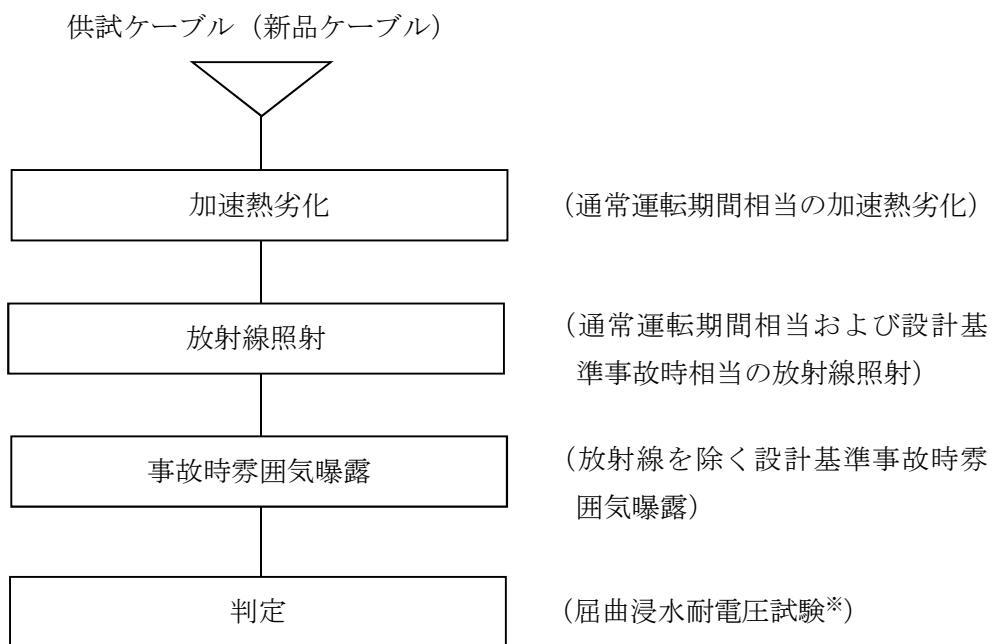 供試ケーブル（新品ケーブル）
加速熱劣化
（通常運転期間相当の加速熱劣化）
放射線照射
（通常運転期間相当および設計基
準事故時相当の放射線照射）
事故時雰囲気曝露
（放射線を除く設計基準事故時雰
囲気曝露）
判定
（屈曲浸水耐電圧試験※）